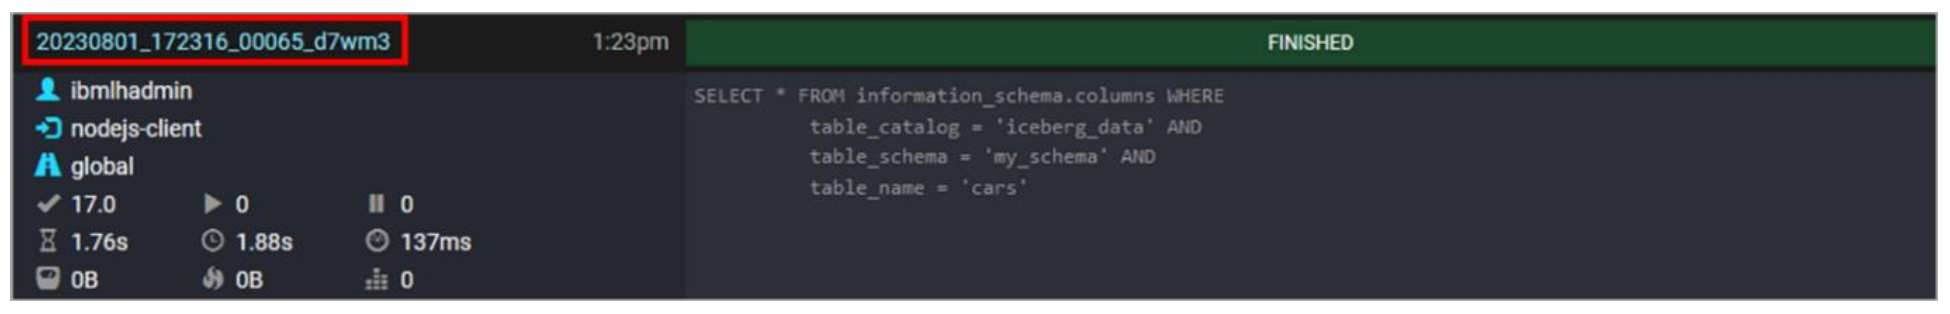 20230801_172316_00065_d7wm3 1:23pm FINISHED
ibmlhadmin
nodejs-client
global
17.0 0 0
1.76s 1.88s 137ms
0B 0B 0
SELECT * FROM information_schema.columns WHERE
table_catalog = 'iceberg_data' AND
table_schema = 'my_schema' AND
table_name = 'cars'